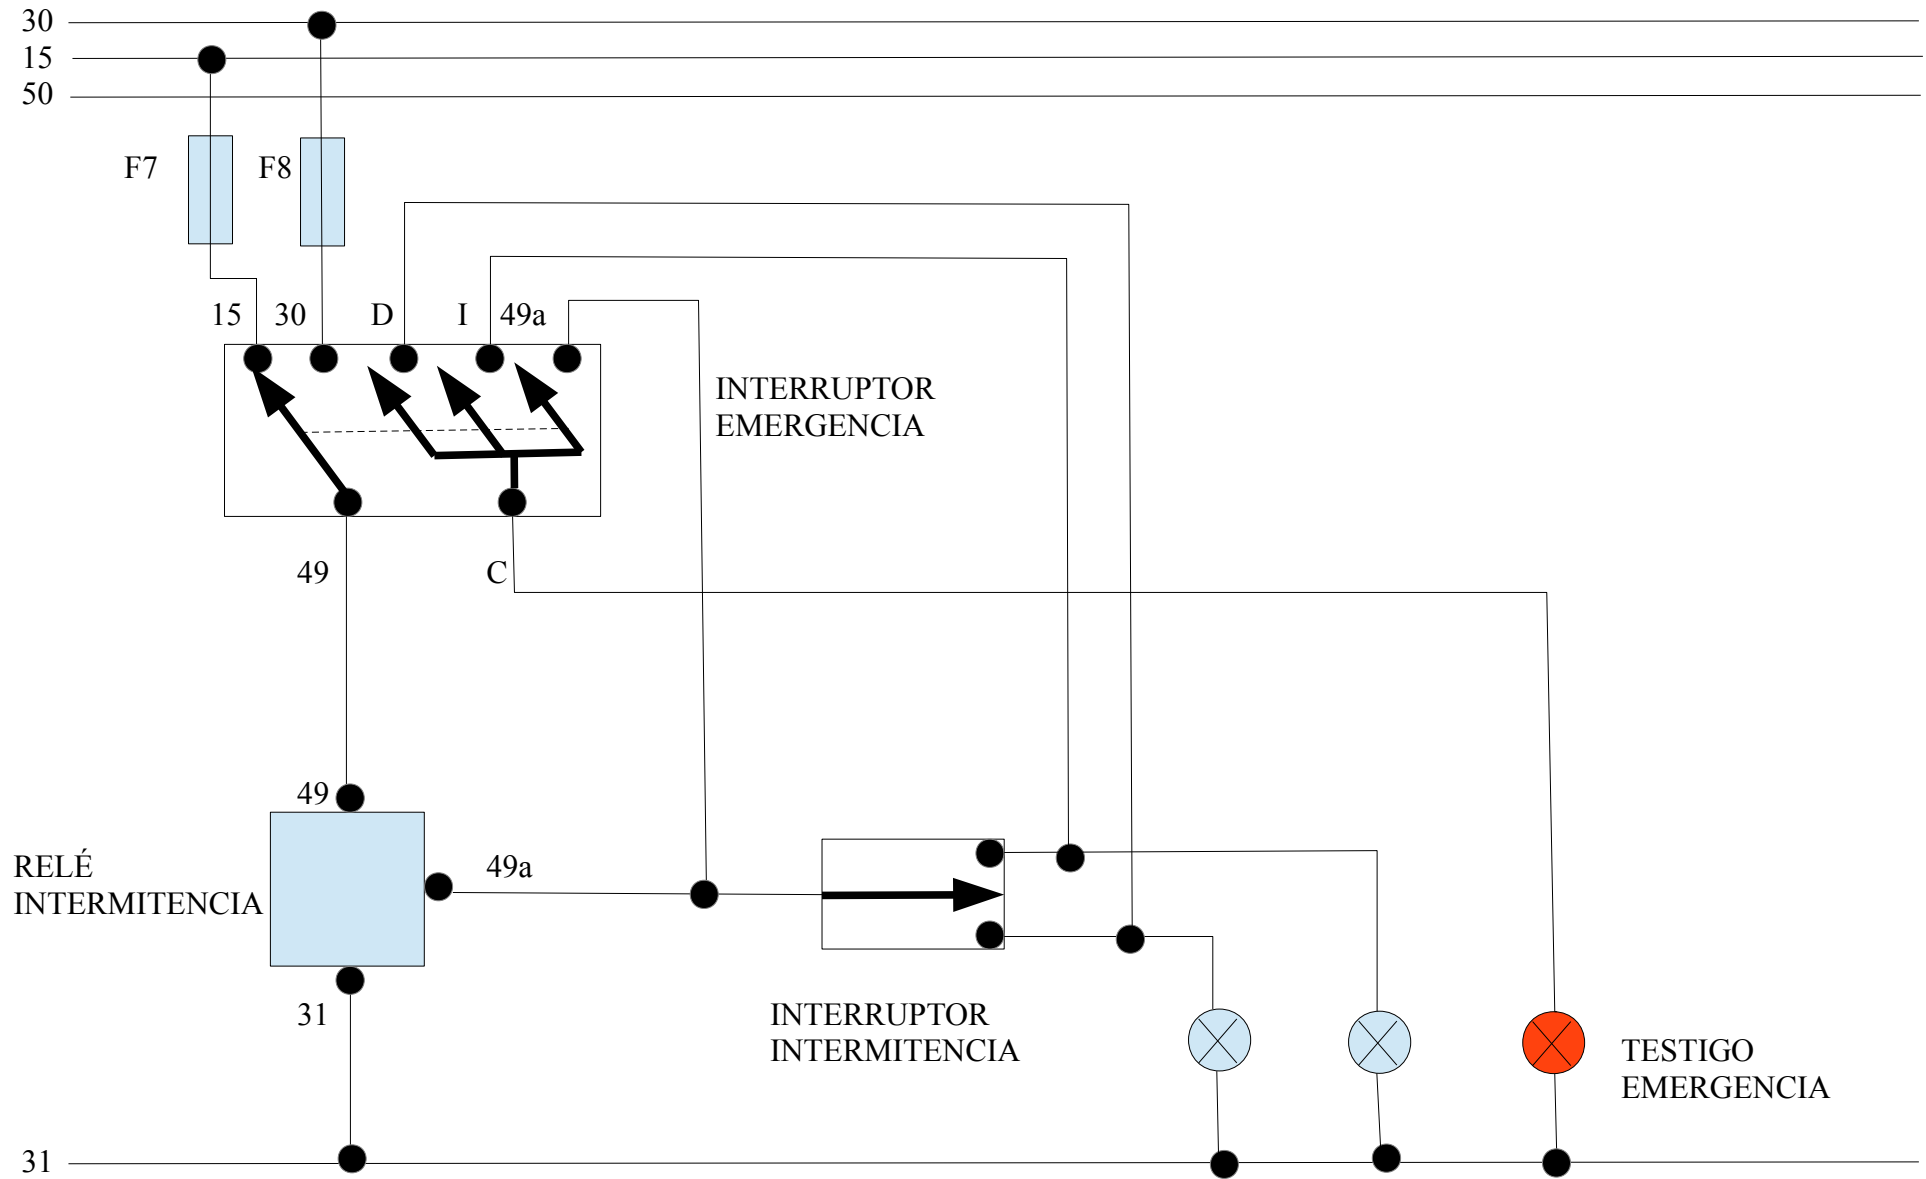 30
15
50
F7
F8
15
30
D
I
49a
INTERRUPTOR
EMERGENCIA
49
C
49
RELÉ
INTERMITENCIA
49a
31
INTERRUPTOR
INTERMITENCIA
TESTIGO
EMERGENCIA
31